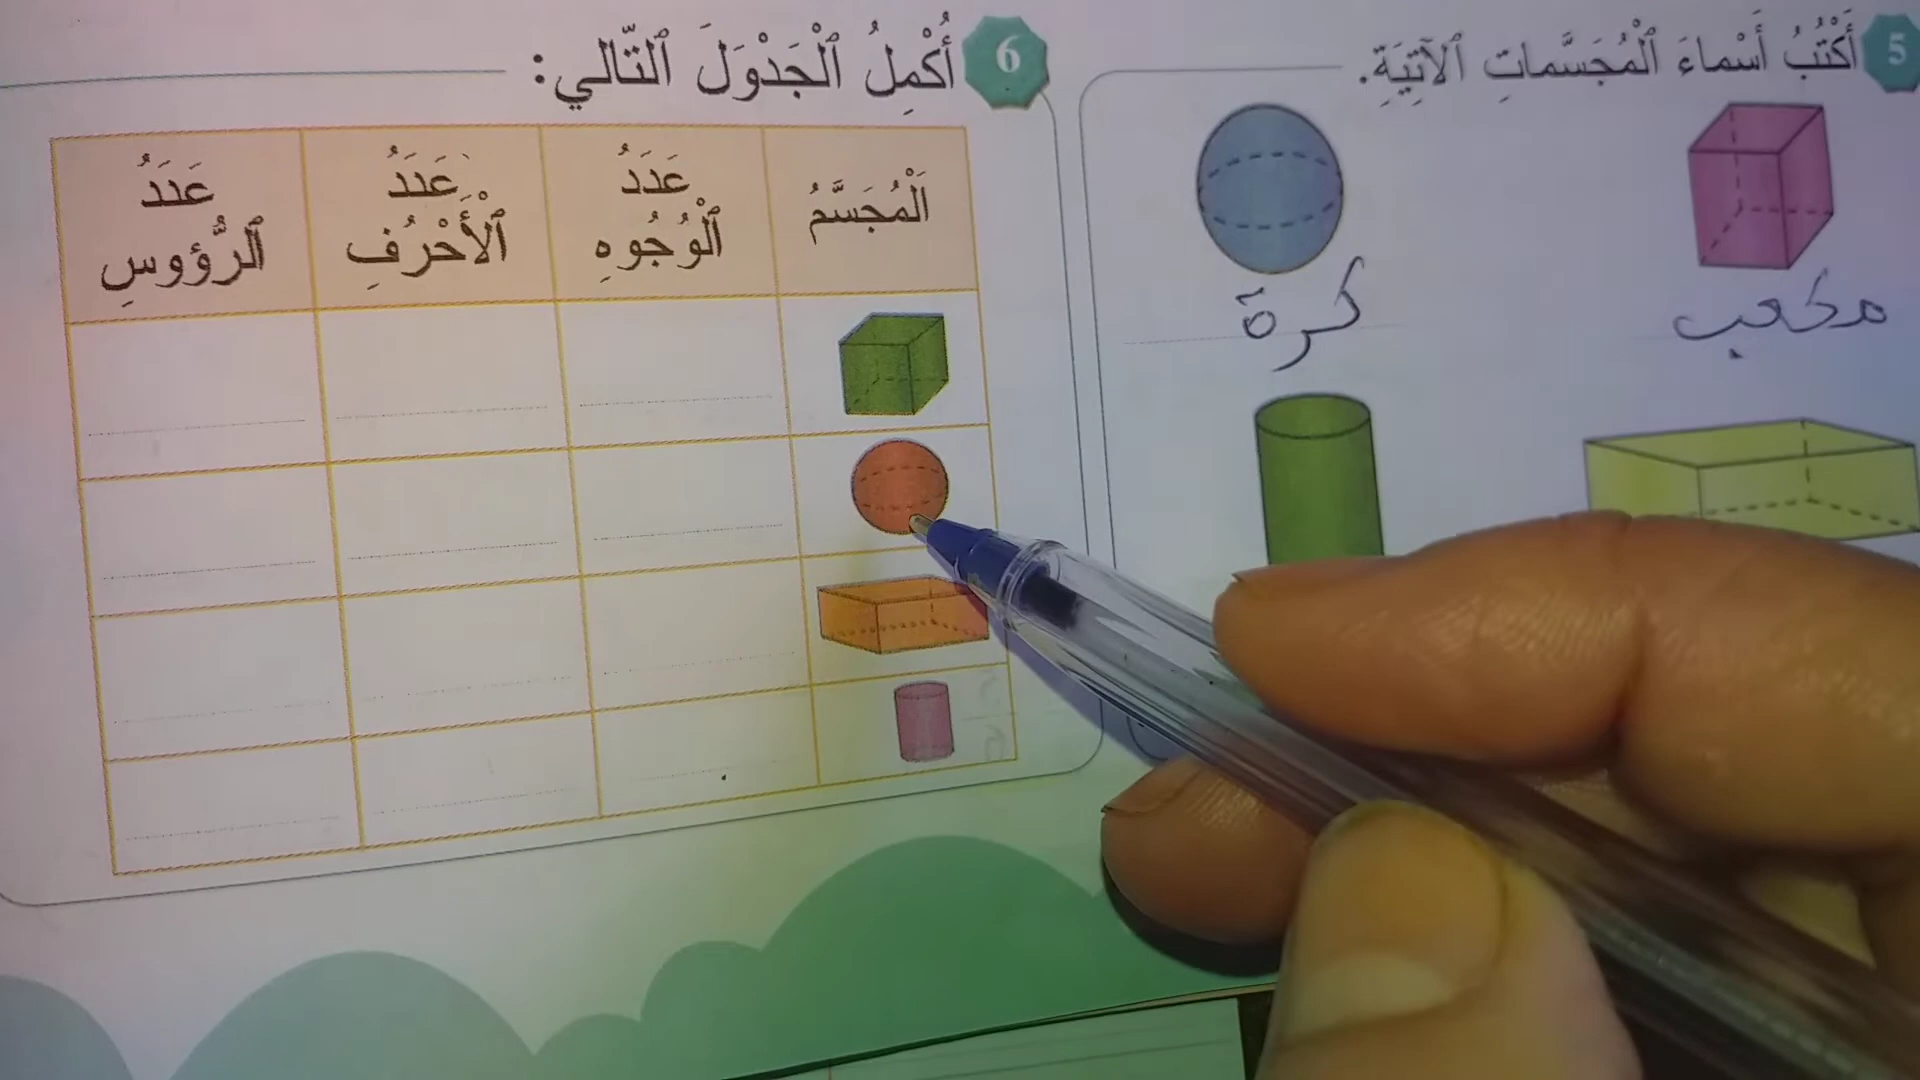 5
أَكْتُبُ أَسْماءَ ٱلْمُجَسَّماتِ ٱلْآتِيَةِ.
مكعب
كرة
6
أُكْمِلُ ٱلْجَدْوَلَ ٱلتّالي:
اَلْمُجَسَّمُ
عَدَدُ
ٱلْوُجُوهِ
عَدَدُ
ٱلْأَحْرُفِ
عَدَدُ
ٱلرُّؤوسِ